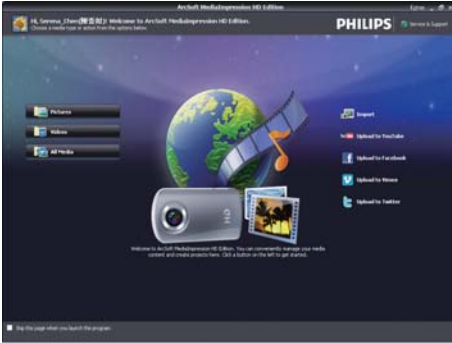 ArcSoft MediaImpression HD Edition
Hi, Serena_Chen()! Welcome to ArcSoft MediaImpression HD Edition.
Choose a media type or action from the options below.
PHILIPS
Service & Support
Pictures
Videos
All Media
Import
Upload to YouTube
Upload to Facebook
Upload to Vimeo
Upload to Twitter
HD
Welcome to ArcSoft MediaImpression HD Edition. You can conveniently manage your media
content and create projects here. Click a button on the left to get started.
Skip this page when you launch the program.